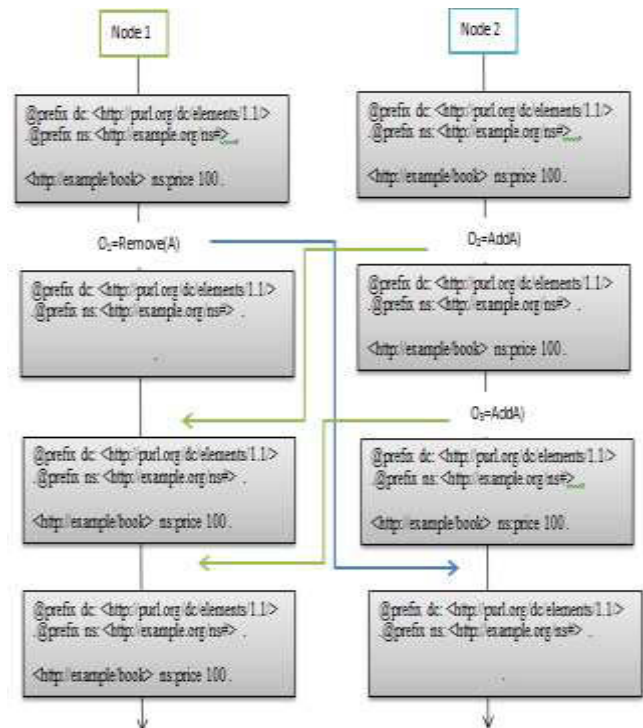 Node 1
Node 2
@prefix dc: <http://purl.org/dc/elements/1.1/>
.@prefix ns: <http://example.org/ns#> .
<http://example/book> ns:price 100 .
@prefix dc: <http://purl.org/dc/elements/1.1/>
.@prefix ns: <http://example.org/ns#> .
<http://example/book> ns:price 100 .
O₁=Remove(A)
O₂=AddA)
@prefix dc: <http://purl.org/dc/elements/1.1/>
.@prefix ns: <http://example.org/ns#> .
.
@prefix dc: <http://purl.org/dc/elements/1.1/>
.@prefix ns: <http://example.org/ns#> .
<http://example/book> ns:price 100 .
O₃=AddA)
@prefix dc: <http://purl.org/dc/elements/1.1/>
.@prefix ns: <http://example.org/ns#> .
<http://example/book> ns:price 100 .
@prefix dc: <http://purl.org/dc/elements/1.1/>
.@prefix ns: <http://example.org/ns#> .
<http://example/book> ns:price 100 .
@prefix dc: <http://purl.org/dc/elements/1.1/>
.@prefix ns: <http://example.org/ns#> .
<http://example/book> ns:price 100 .
@prefix dc: <http://purl.org/dc/elements/1.1/>
.@prefix ns: <http://example.org/ns#> .
.